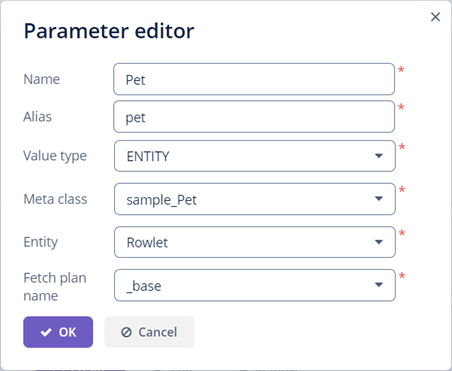 Parameter editor
Name
Pet
*
Alias
pet
*
Value type
ENTITY
*
Meta class
sample_Pet
*
Entity
Rowlet
*
Fetch plan
name
_base
*
OK
Cancel